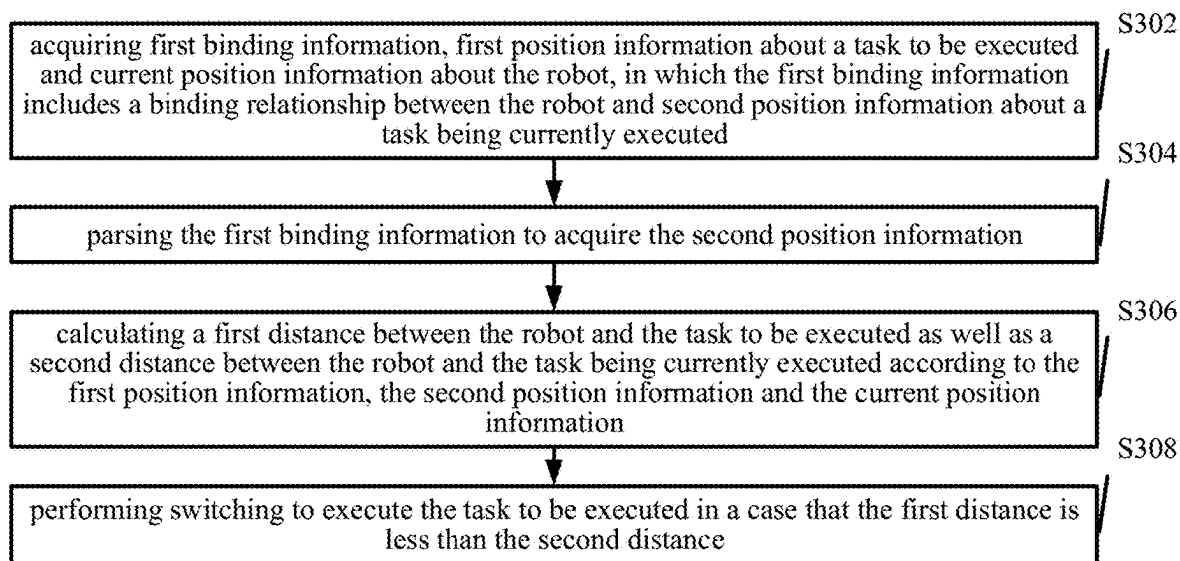 S302
acquiring first binding information, first position information about a task to be executed
and current position information about the robot, in which the first binding information
includes a binding relationship between the robot and second position information about a
task being currently executed
S304
parsing the first binding information to acquire the second position information
S306
calculating a first distance between the robot and the task to be executed as well as a
second distance between the robot and the task being currently executed according to the
first position information, the second position information and the current position
information
S308
performing switching to execute the task to be executed in a case that the first distance is
less than the second distance